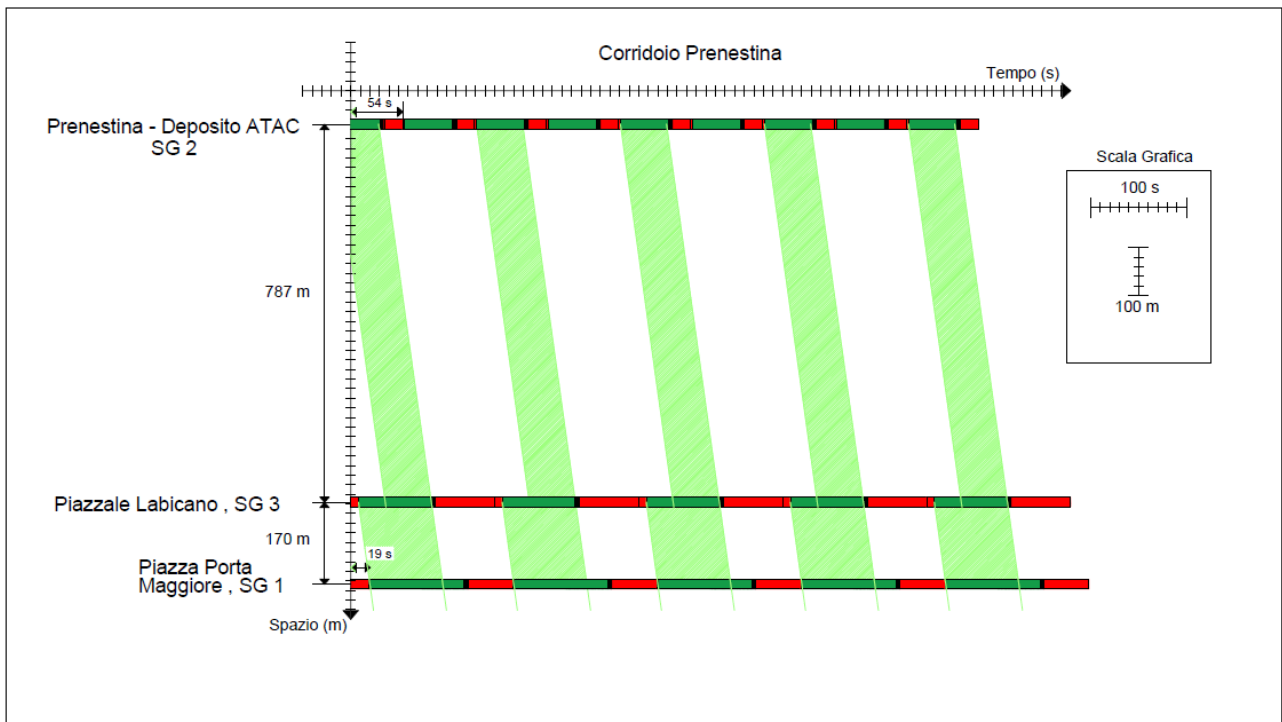 Corridoio Prenestina
Tempo (s)
54 s
Prenestina - Deposito ATAC
SG 2
Scala Grafica
100 s
100 m
787 m
Piazzale Labicano , SG 3
170 m
19 s
Piazza Porta
Maggiore , SG 1
Spazio (m)